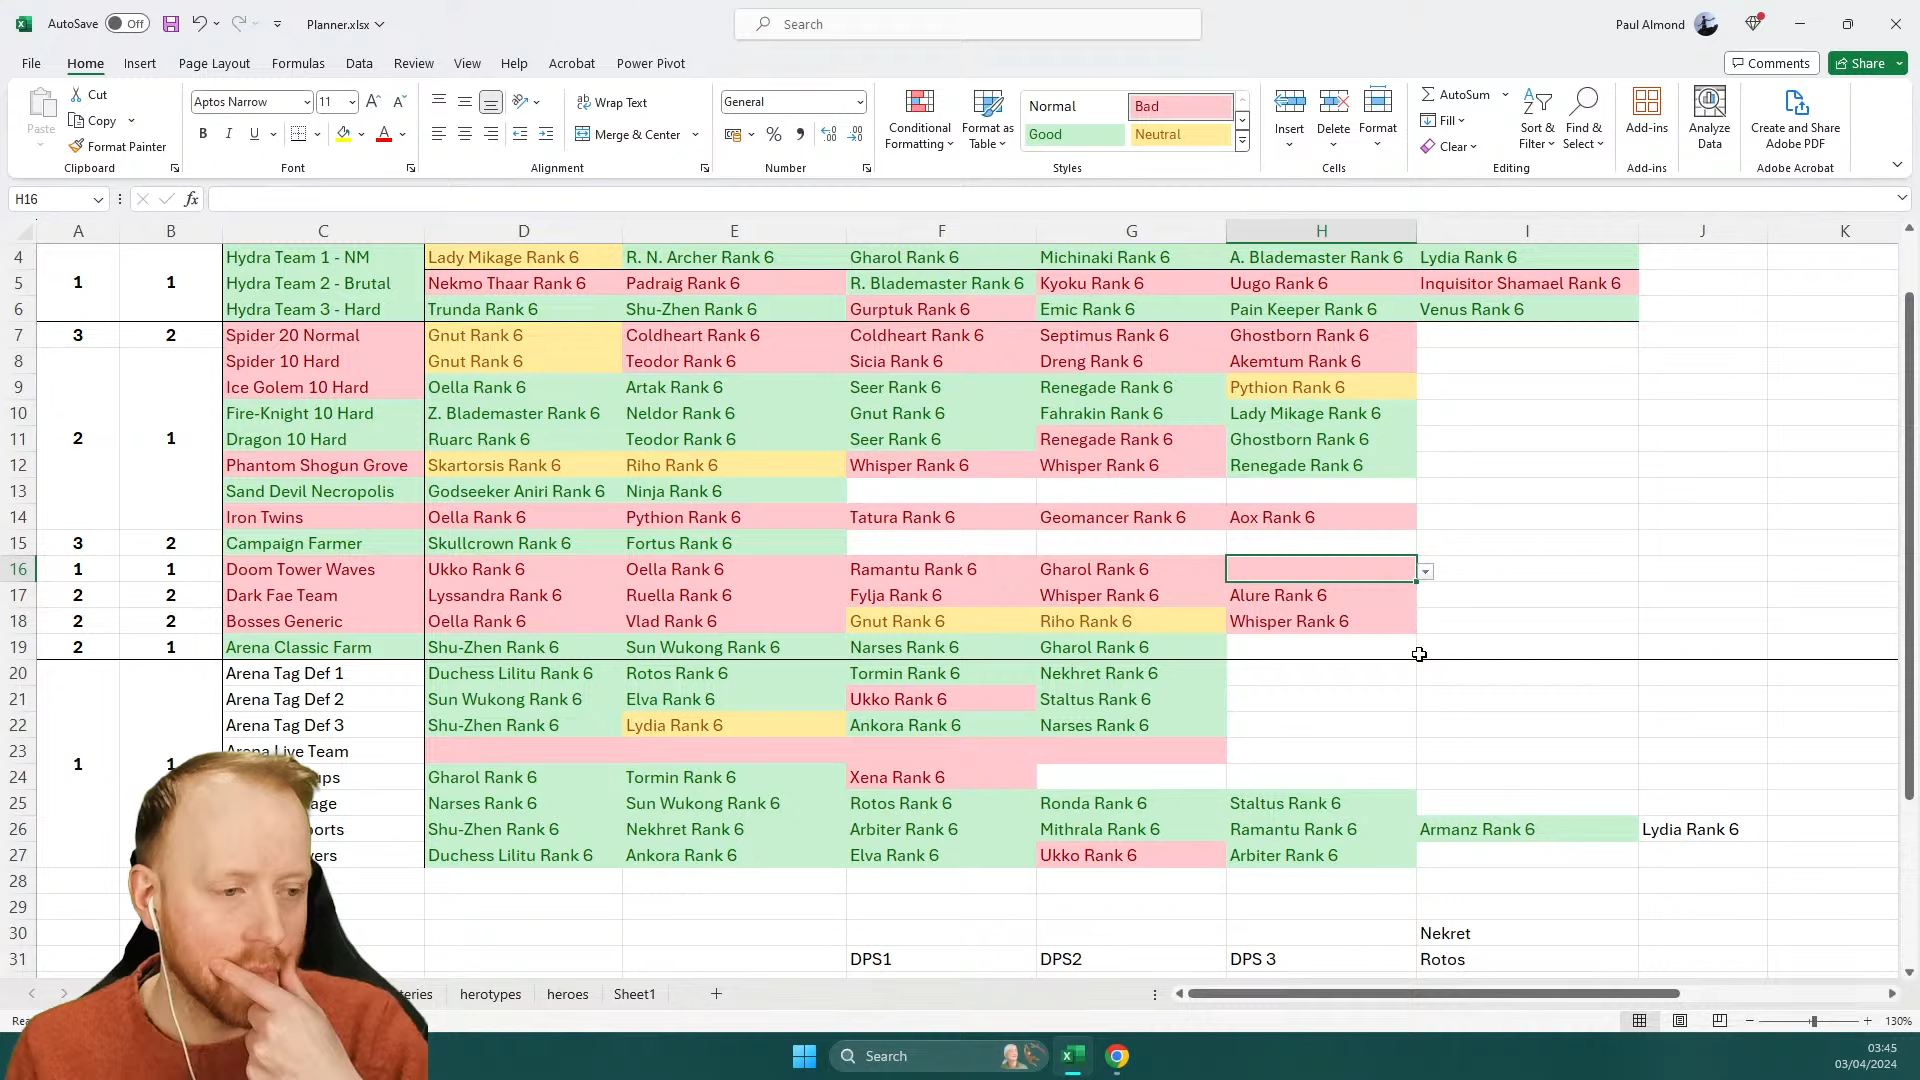 AutoSave Off Planner.xlsx Search Paul Almond
File Home Insert Page Layout Formulas Data Review View Help Acrobat Power Pivot Comments Share
Paste Cut Copy Format Painter Clipboard
Aptos Narrow 11 A A B I U A Font
Wrap Text Merge & Center Alignment
General % , Number
Conditional Formatting Format as Table Normal Bad Good Neutral Styles
Insert Delete Format Cells
AutoSum Fill Clear Sort & Filter Find & Select Editing
Add-ins Add-ins
Analyze Data
Create and Share Adobe PDF Adobe Acrobat
H16 fx
A B C D E F G H I J K
4 Hydra Team 1 - NM Lady Mikage Rank 6 R. N. Archer Rank 6 Gharol Rank 6 Michinaki Rank 6 A. Blademaster Rank 6 Lydia Rank 6
5 1 1 Hydra Team 2 - Brutal Nekmo Thaar Rank 6 Padraig Rank 6 R. Blademaster Rank 6 Kyoku Rank 6 Uugo Rank 6 Inquisitor Shamael Rank 6
6 Hydra Team 3 - Hard Trunda Rank 6 Shu-Zhen Rank 6 Gurptuk Rank 6 Emic Rank 6 Pain Keeper Rank 6 Venus Rank 6
7 3 2 Spider 20 Normal Gnut Rank 6 Coldheart Rank 6 Coldheart Rank 6 Septimus Rank 6 Ghostborn Rank 6
8 Spider 10 Hard Gnut Rank 6 Teodor Rank 6 Sicia Rank 6 Dreng Rank 6 Akemtum Rank 6
9 Ice Golem 10 Hard Oella Rank 6 Artak Rank 6 Seer Rank 6 Renegade Rank 6 Pythion Rank 6
10 Fire-Knight 10 Hard Z. Blademaster Rank 6 Neldor Rank 6 Gnut Rank 6 Fahrakin Rank 6 Lady Mikage Rank 6
11 2 1 Dragon 10 Hard Ruarc Rank 6 Teodor Rank 6 Seer Rank 6 Renegade Rank 6 Ghostborn Rank 6
12 Phantom Shogun Grove Skartorsis Rank 6 Riho Rank 6 Whisper Rank 6 Whisper Rank 6 Renegade Rank 6
13 Sand Devil Necropolis Godseeker Aniri Rank 6 Ninja Rank 6
14 Iron Twins Oella Rank 6 Pythion Rank 6 Tatura Rank 6 Geomancer Rank 6 Aox Rank 6
15 3 2 Campaign Farmer Skullcrown Rank 6 Fortus Rank 6
16 1 1 Doom Tower Waves Ukko Rank 6 Oella Rank 6 Ramantu Rank 6 Gharol Rank 6
17 2 2 Dark Fae Team Lyssandra Rank 6 Ruella Rank 6 Fylja Rank 6 Whisper Rank 6 Alure Rank 6
18 2 2 Bosses Generic Oella Rank 6 Vlad Rank 6 Gnut Rank 6 Riho Rank 6 Whisper Rank 6
19 2 1 Arena Classic Farm Shu-Zhen Rank 6 Sun Wukong Rank 6 Narses Rank 6 Gharol Rank 6
20 Arena Tag Def 1 Duchess Lilitu Rank 6 Rotos Rank 6 Tormin Rank 6 Nekhret Rank 6
21 Arena Tag Def 2 Sun Wukong Rank 6 Elva Rank 6 Ukko Rank 6 Staltus Rank 6
22 Arena Tag Def 3 Shu-Zhen Rank 6 Lydia Rank 6 Ankora Rank 6 Narses Rank 6
23 Arena Live Team
24 1 1 ups Gharol Rank 6 Tormin Rank 6 Xena Rank 6
25 age Narses Rank 6 Sun Wukong Rank 6 Rotos Rank 6 Ronda Rank 6 Staltus Rank 6
26 orts Shu-Zhen Rank 6 Nekhret Rank 6 Arbiter Rank 6 Mithrala Rank 6 Ramantu Rank 6 Armanz Rank 6 Lydia Rank 6
27 ers Duchess Lilitu Rank 6 Ankora Rank 6 Elva Rank 6 Ukko Rank 6 Arbiter Rank 6
28
29
30 Nekret
31 DPS1 DPS2 DPS 3 Rotos
eries herotypes heroes Sheet1
Rea 130%
Search
03:45
03/04/2024